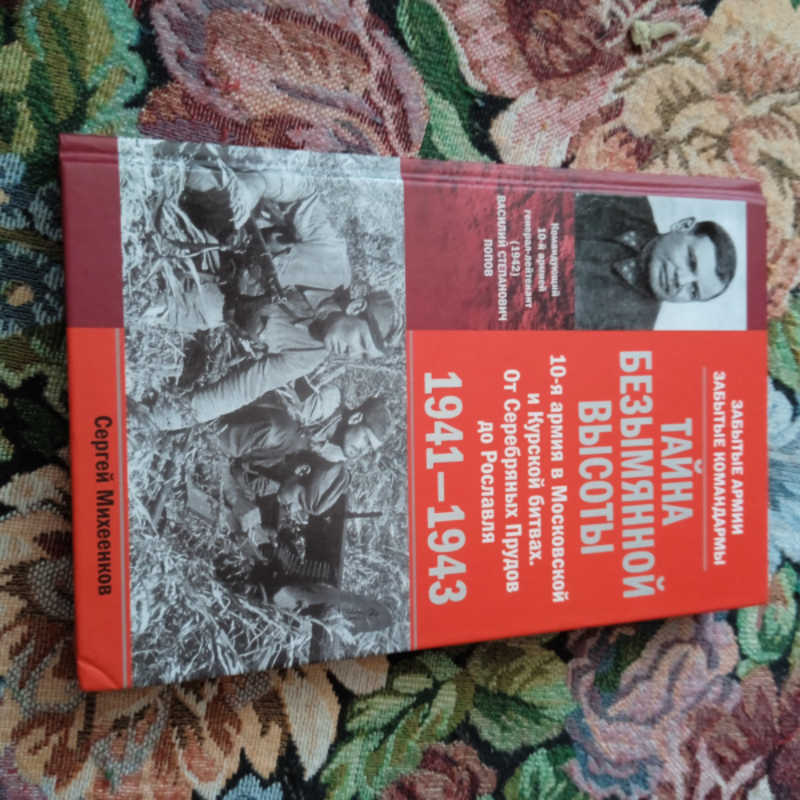 ЗАБЫТЫЕ АРМИИ
ЗАБЫТЫЕ КОМАНДАРМЫ
Командующий
10-й армией
генерал-лейтенант
(1942)
ВАСИЛИЙ СТЕПАНОВИЧ
ПОПОВ
ТАЙНА
БЕЗЫМЯННОЙ
ВЫСОТЫ
10-я армия в Московской
и Курской битвах.
От Серебряных Прудов
до Рославля
1941–1943
Сергей Михеенков